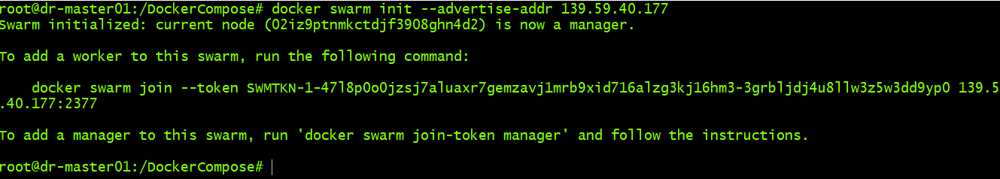 root@dr-master01:/DockerCompose# docker swarm init --advertise-addr 139.59.40.177
Swarm initialized: current node (02iz9ptnmkctdjf3908ghn4d2) is now a manager.
To add a worker to this swarm, run the following command:
docker swarm join --token SWMTKN-1-47l8p0o0jzsj7aluaxr7gemzavj1mrb9xid716alzg3kj16hm3-3grbljdj4u8llw3z5w3dd9yp0 139.5
.40.177:2377
To add a manager to this swarm, run 'docker swarm join-token manager' and follow the instructions.
root@dr-master01:/DockerCompose#